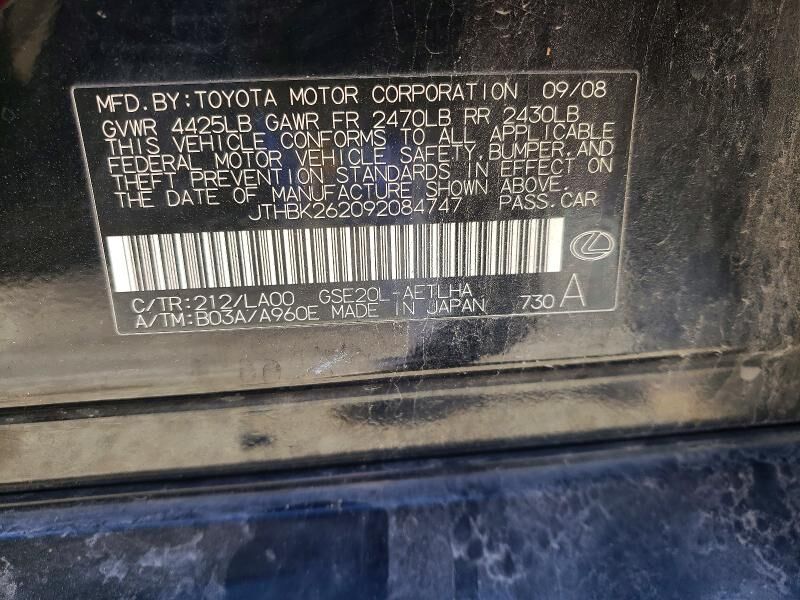 MFD.BY:TOYOTA MOTOR CORPORATION 09/08
GVWR 4425LB GAWR FR 2470LB RR 2430LB
THIS VEHICLE CONFORMS TO ALL APPLICABLE
FEDERAL MOTOR VEHICLE SAFETY,BUMPER,AND
THEFT PREVENTION STANDARDS IN EFFECT ON
THE DATE OF MANUFACTURE SHOWN ABOVE.
JTHBK262092084747 PASS.CAR
C/TR:212/LA00 GSE20L-AETLHA
A/TM:B03A/A960E MADE IN JAPAN 730 A